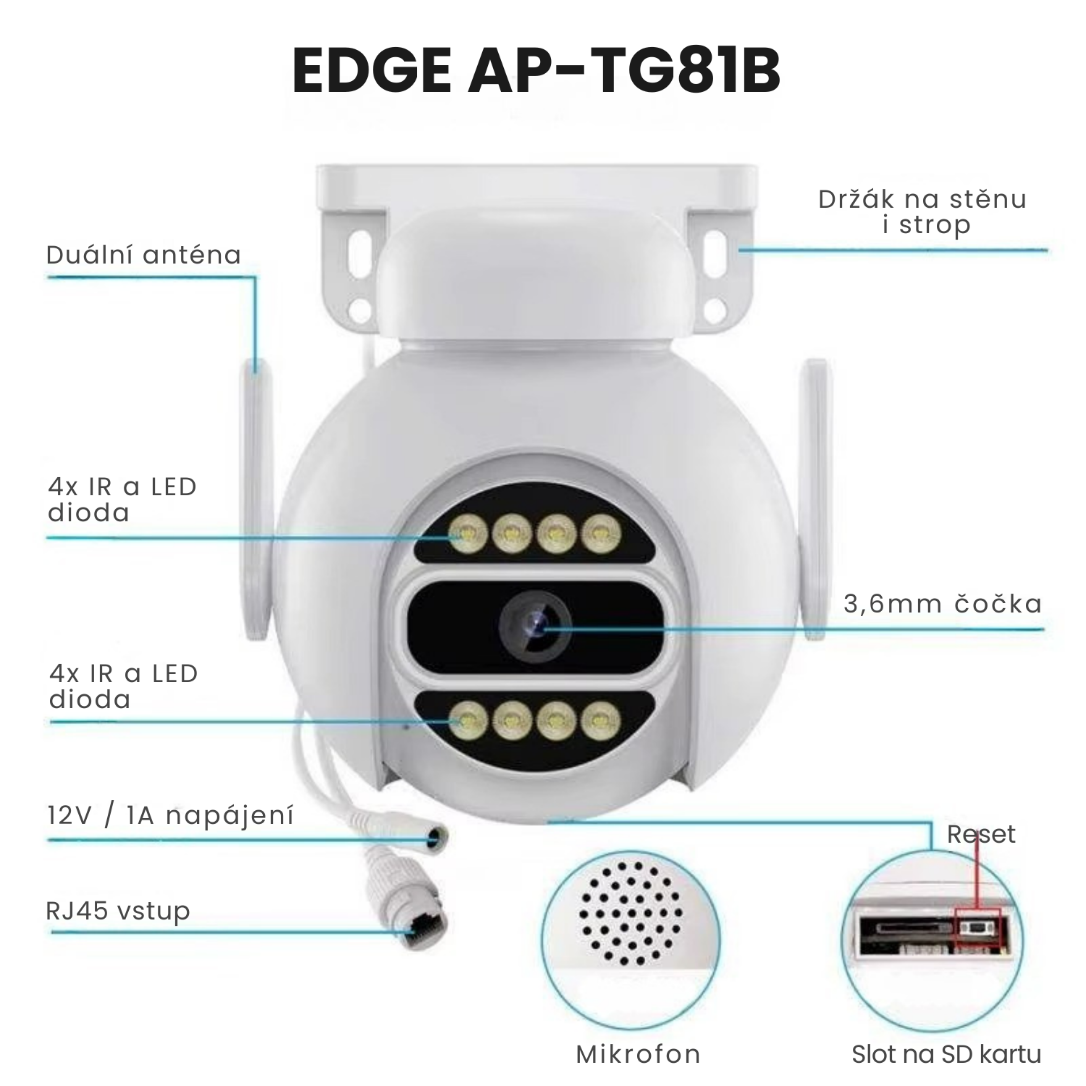 EDGE AP-TG81B
Držák na stěnu
i strop
Duální anténa
4x IR a LED
dioda
3,6mm čočka
4x IR a LED
dioda
12V / 1A napájení
Reset
RJ45 vstup
Mikrofon
Slot na SD kartu